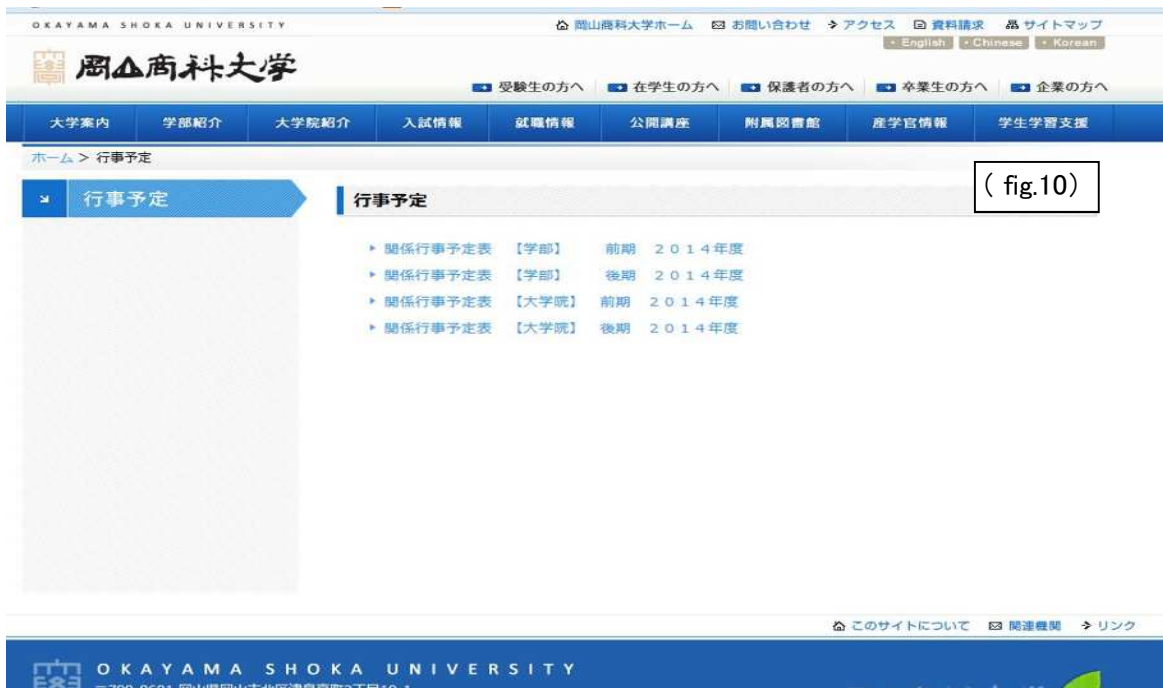 OKAYAMA SHOKA UNIVERSITY
岡山商科大学ホーム お問い合わせ アクセス 資料請求 サイトマップ
English Chinese Korean
岡山商科大学
受験生の方へ 在学生の方へ 保護者の方へ 卒業生の方へ 企業の方へ
大学案内 学部紹介 大学院紹介 入試情報 就職情報 公開講座 附属図書館 産学官情報 学生学習支援
ホーム > 行事予定
( fig.10)
行事予定
行事予定
関係行事予定表 【学部】 前期 2014年度
関係行事予定表 【学部】 後期 2014年度
関係行事予定表 【大学院】 前期 2014年度
関係行事予定表 【大学院】 後期 2014年度
このサイトについて 関連機関 リンク
OKAYAMA SHOKA UNIVERSITY